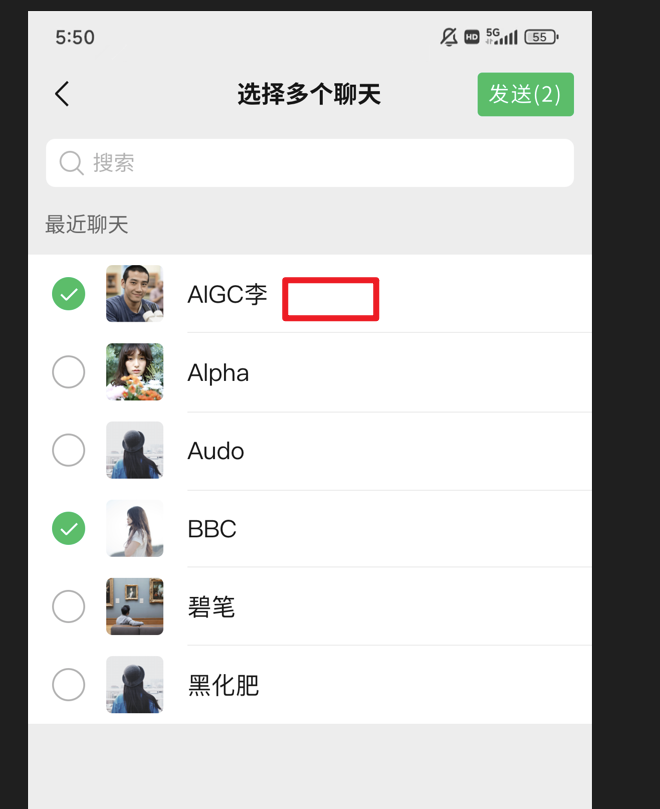 5:50
HD 5G 55
选择多个聊天
发送(2)
搜索
最近聊天
AIGC李
Alpha
Audo
BBC
碧笔
黑化肥